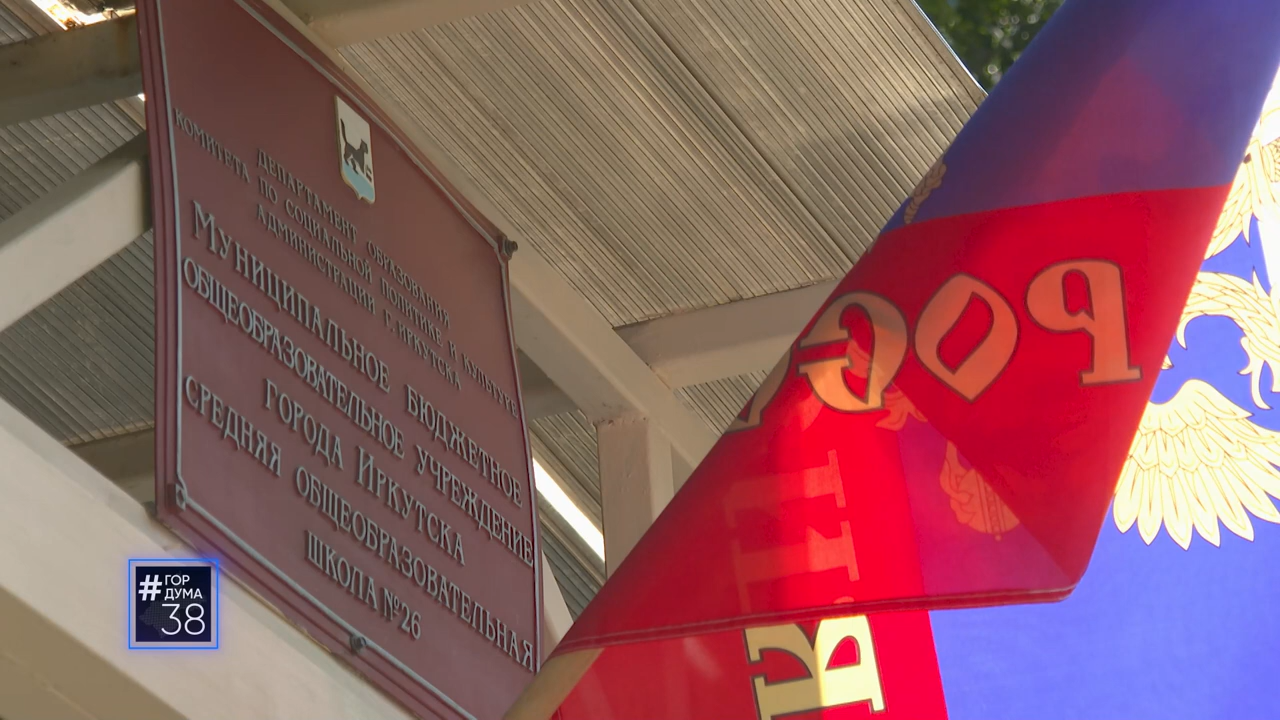 ДЕПАРТАМЕНТ ОБРАЗОВАНИЯ
КОМИТЕТА ПО СОЦИАЛЬНОЙ ПОЛИТИКЕ И КУЛЬТУРЕ
АДМИНИСТРАЦИИ Г. ИРКУТСКА
МУНИЦИПАЛЬНОЕ БЮДЖЕТНОЕ
ОБЩЕОБРАЗОВАТЕЛЬНОЕ УЧРЕЖДЕНИЕ
ГОРОДА ИРКУТСКА
СРЕДНЯЯ ОБЩЕОБРАЗОВАТЕЛЬНАЯ
ШКОЛА №26
РОС
#ГОР
ДУМА
38